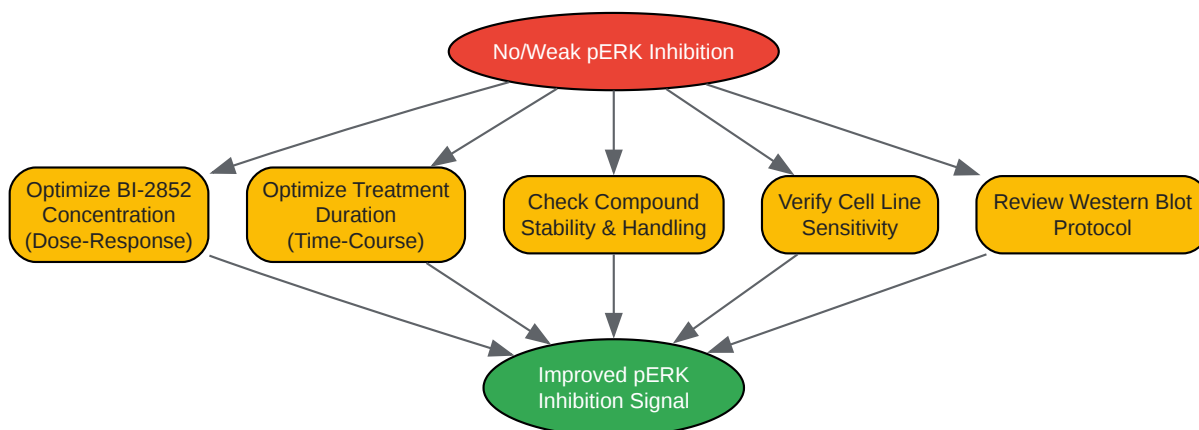 No/Weak pERK Inhibition
Optimize BI-2852
Concentration
(Dose-Response)
Optimize Treatment
Duration
(Time-Course)
Check Compound
Stability & Handling
Verify Cell Line
Sensitivity
Review Western Blot
Protocol
Improved pERK
Inhibition Signal